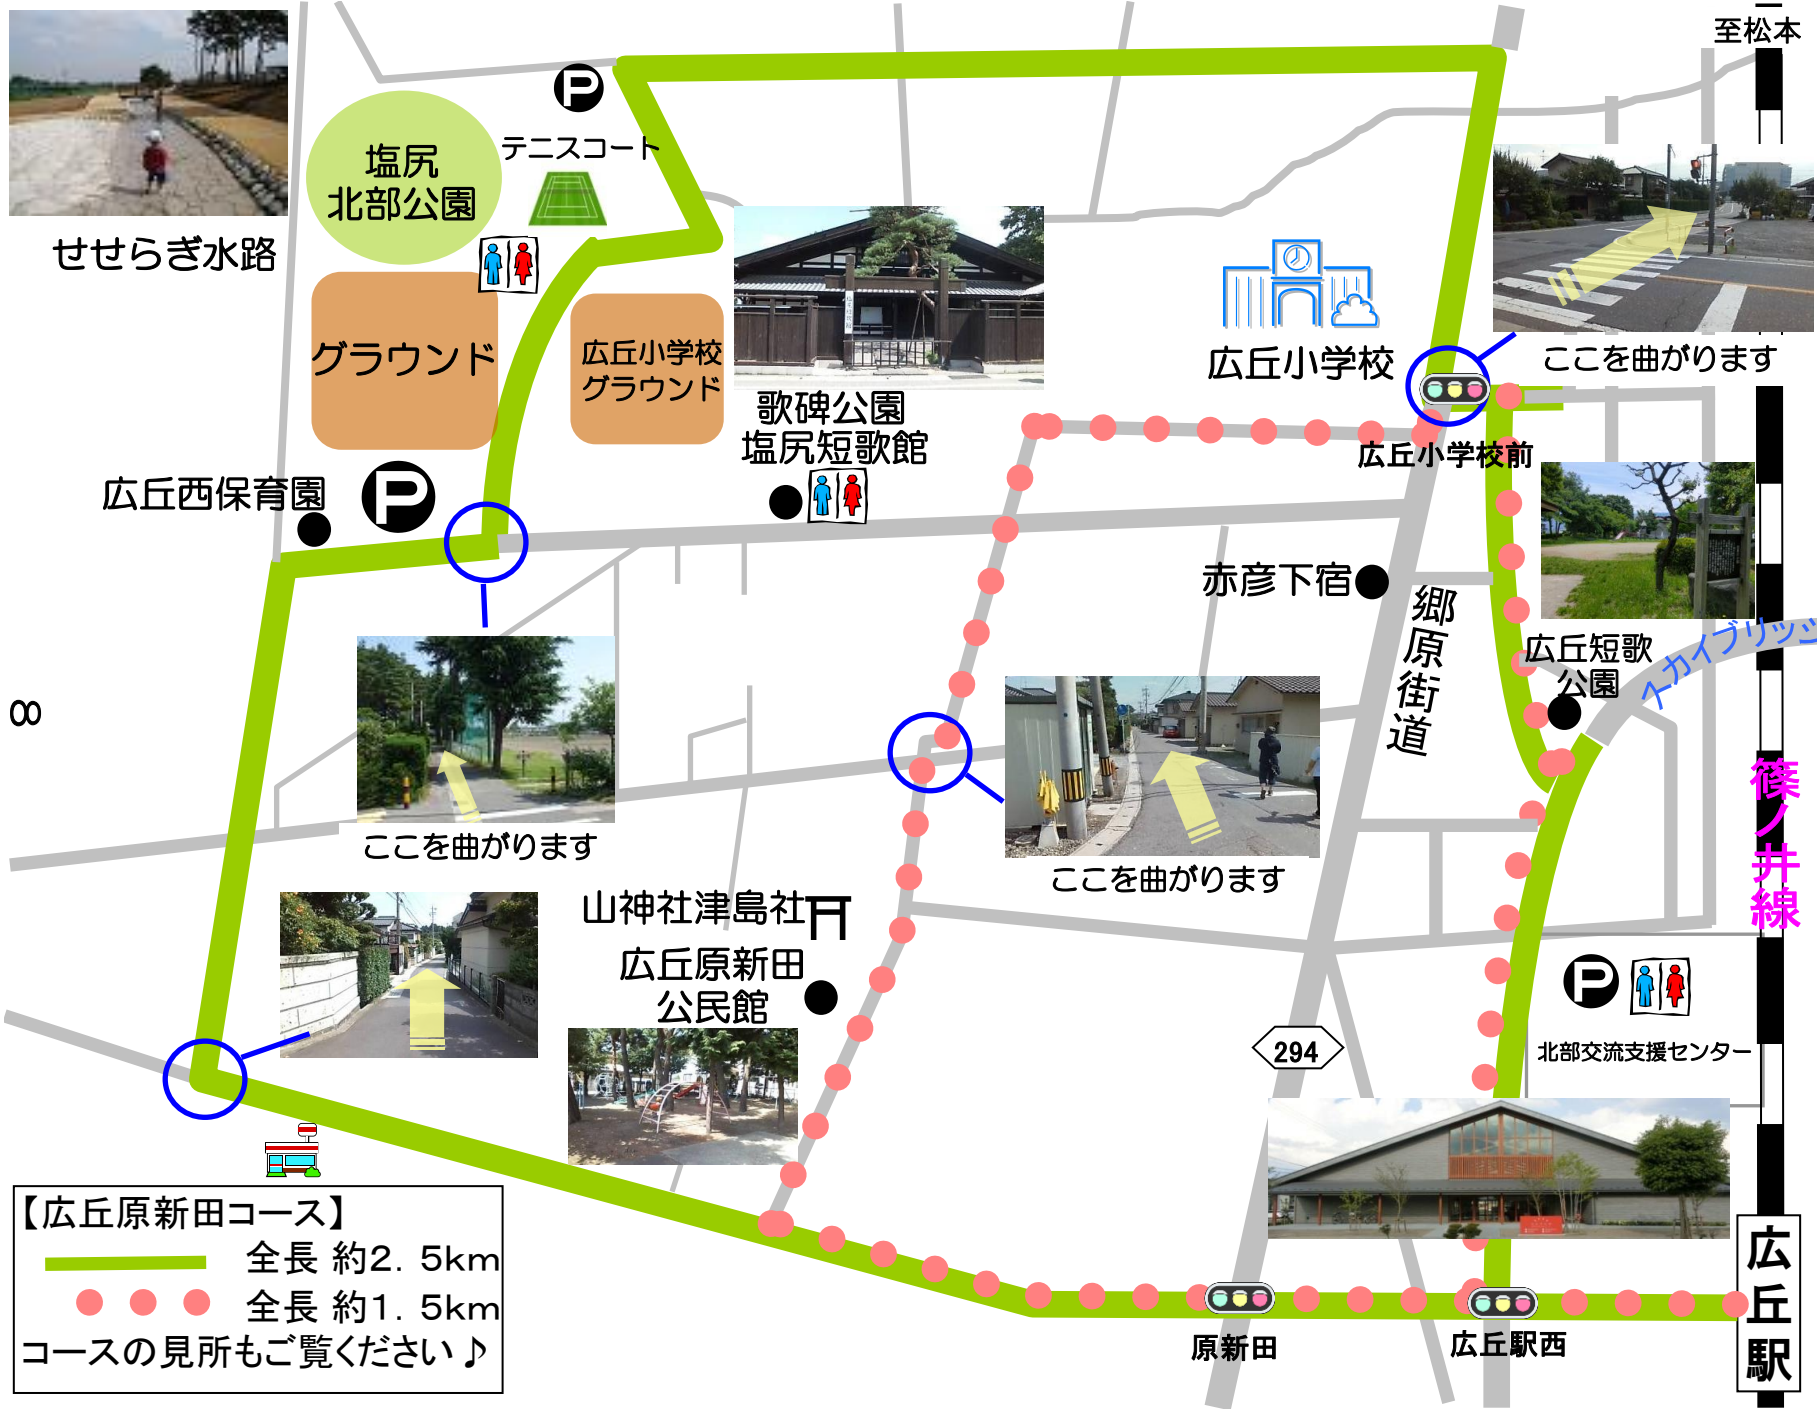 至松本
P
テニスコート
塩尻
北部公園
せせらぎ水路
グラウンド
広丘小学校
グラウンド
広丘小学校
ここを曲がります
歌碑公園
塩尻短歌館
広丘小学校前
広丘西保育園
P
赤彦下宿
郷原街道
広丘短歌
公園
スカイブリッジ
8
篠ノ井線
ここを曲がります
ここを曲がります
山神社津島社
広丘原新田
公民館
P
294
北部交流支援センター
【広丘原新田コース】
全長 約2．5km
全長 約1．5km
コースの見所もご覧ください♪
原新田
広丘駅西
広丘駅